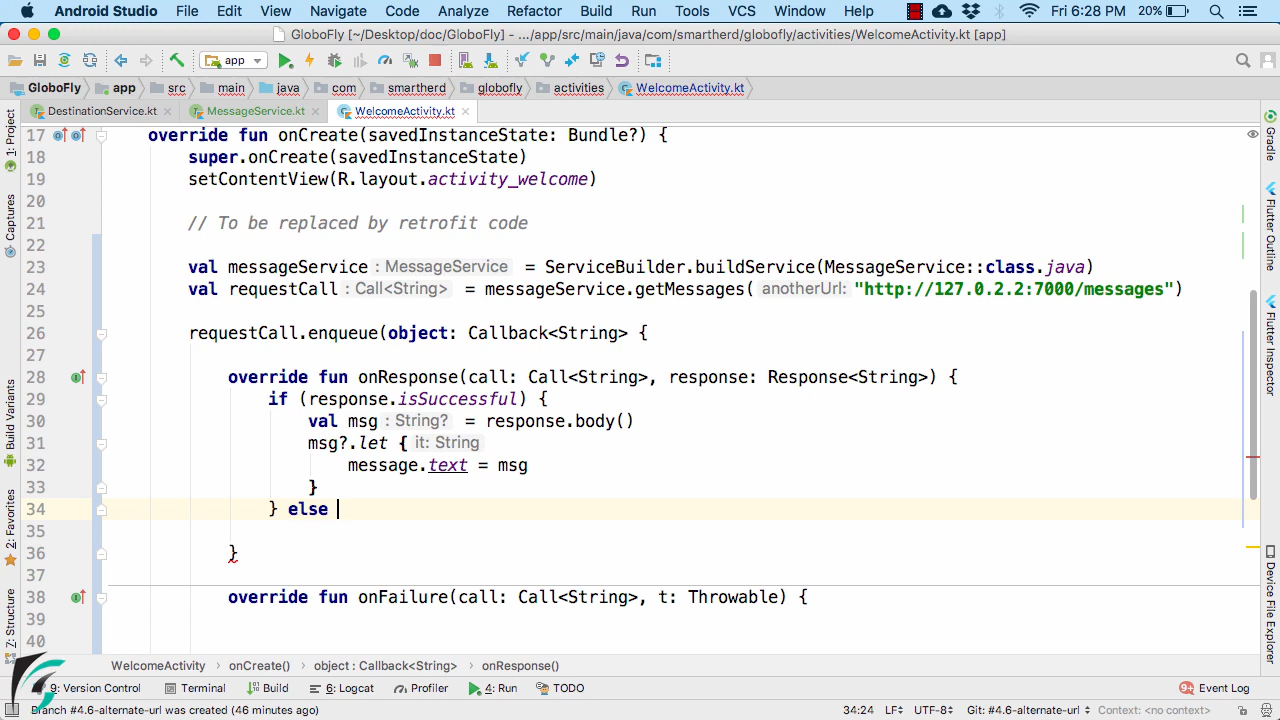 Android Studio File Edit View Navigate Code Analyze Refactor Build Run Tools VCS Window Help Fri 6:28 PM 20%
GloboFly [~/Desktop/doc/GloboFly] - .../app/src/main/java/com/smartherd/globofly/activities/WelcomeActivity.kt [app]
app
GloboFly app src main java com smartherd globofly activities WelcomeActivity.kt
DestinationService.kt MessageService.kt WelcomeActivity.kt
17 override fun onCreate(savedInstanceState: Bundle?) {
18 super.onCreate(savedInstanceState)
19 setContentView(R.layout.activity_welcome)
20
21 // To be replaced by retrofit code
22
23 val messageService : MessageService = ServiceBuilder.buildService(MessageService::class.java)
24 val requestCall : Call<String> = messageService.getMessages( anotherUrl: "http://127.0.2.2:7000/messages")
25
26 requestCall.enqueue(object: Callback<String> {
27
28 override fun onResponse(call: Call<String>, response: Response<String>) {
29 if (response.isSuccessful) {
30 val msg : String? = response.body()
31 msg?.let { it: String
32 message.text = msg
33 }
34 } else
35
36 }
37
38 override fun onFailure(call: Call<String>, t: Throwable) {
39
40
1: Project
Captures
Build Variants
2: Favorites
7: Structure
Gradle
Flutter Outline
Flutter Inspector
Device File Explorer
WelcomeActivity onCreate() object : Callback<String> onResponse()
9: Version Control Terminal Build 6: Logcat Profiler 4: Run TODO 9+ Event Log
Branch #4.6-alternate-url was created (46 minutes ago) 34:24 LF UTF-8 Git: #4.6-alternate-url Context: <no context>